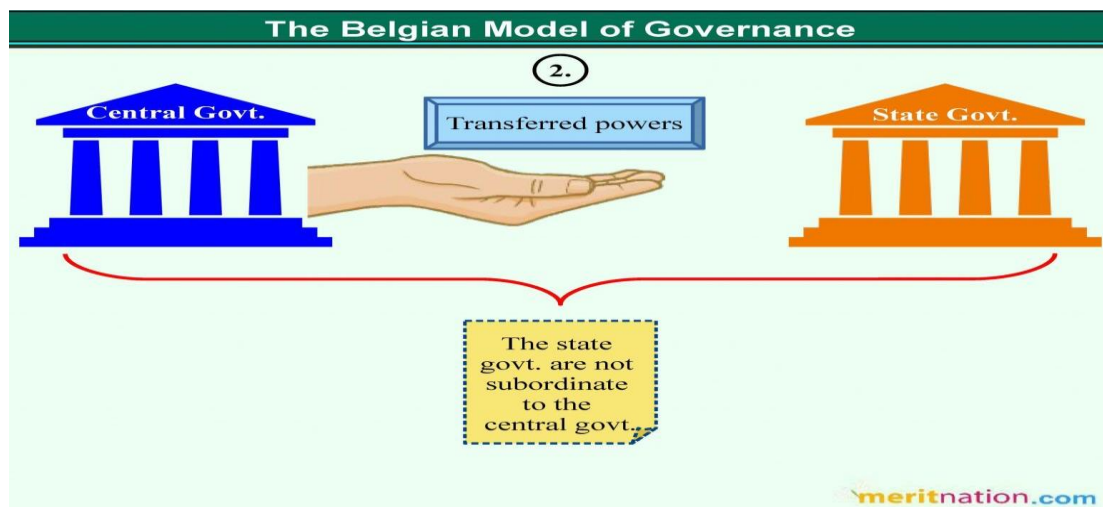 The Belgian Model of Governance
2.
Central Govt.
Transferred powers
State Govt.
The state
govt. are not
subordinate
to the
central govt.
meritnation.com